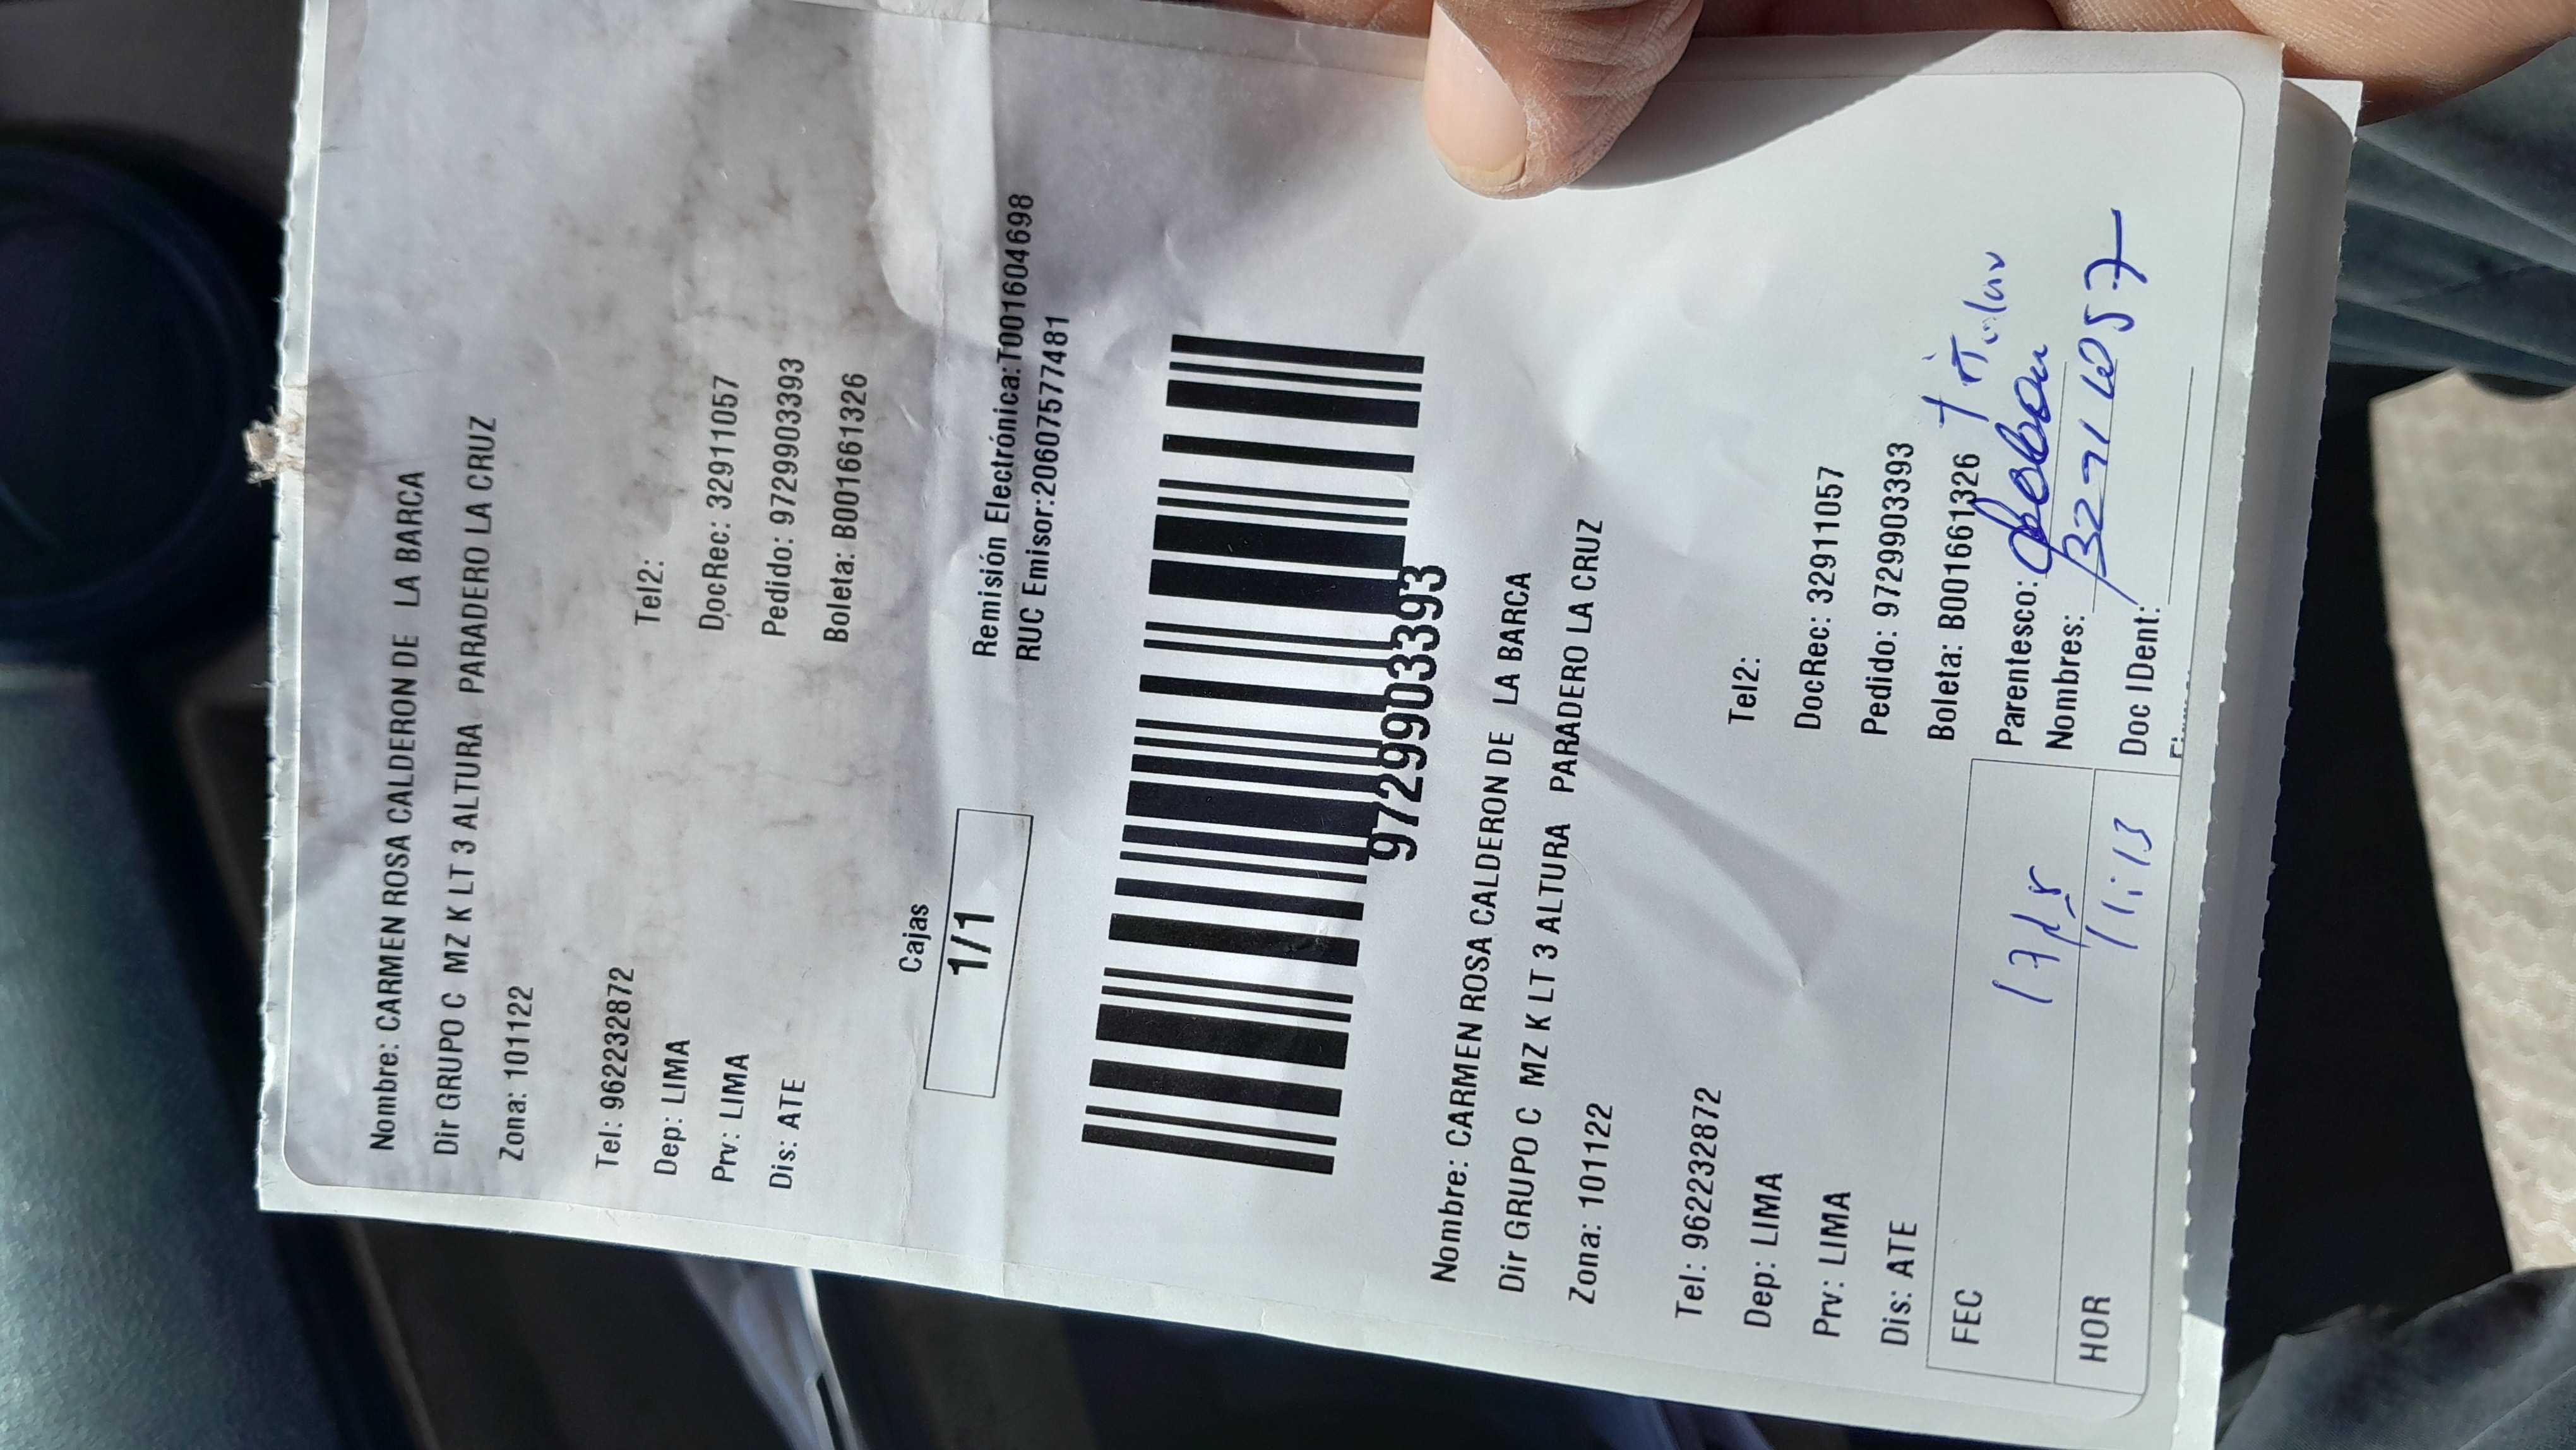 Nombre: CARMEN ROSA CALDERON DE LA BARCA
Dir GRUPO C MZ K LT 3 ALTURA PARADERO LA CRUZ
Zona: 101122
Tel: 962232872 Tel2:
Dep: LIMA DocRec: 32911057
Prv: LIMA Pedido: 97299903393
Dis: ATE Boleta: B001661326
Cajas
1/1
Remisión Electrónica:T001604698
RUC Emisor:20607577481
97299903393
Nombre: CARMEN ROSA CALDERON DE LA BARCA
Dir GRUPO C MZ K LT 3 ALTURA PARADERO LA CRUZ
Zona: 101122
Tel: 962232872 Tel2:
Dep: LIMA DocRec: 32911057
Prv: LIMA Pedido: 97299903393
Dis: ATE Boleta: B001661326
FEC Parentesco:
Nombres: 32911057
HOR Doc IDent: